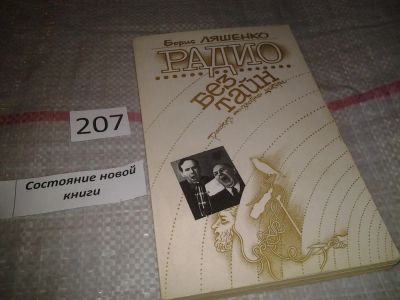 Борис ЛЯШЕНКО
РАДИО
БЕЗ
ТАЙН
207
Состояние новой
книги